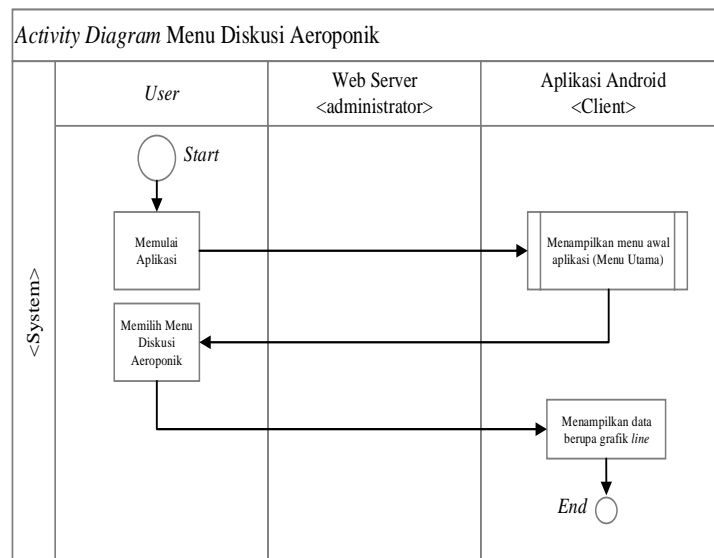 Activity Diagram Menu Diskusi Aeroponik
<System>
User
Web Server
<administrator>
Aplikasi Android
<Client>
Start
Memulai
Aplikasi
Menampilkan menu awal
aplikasi (Menu Utama)
Memilih Menu
Diskusi
Aeroponik
Menampilkan data
berupa grafik line
End